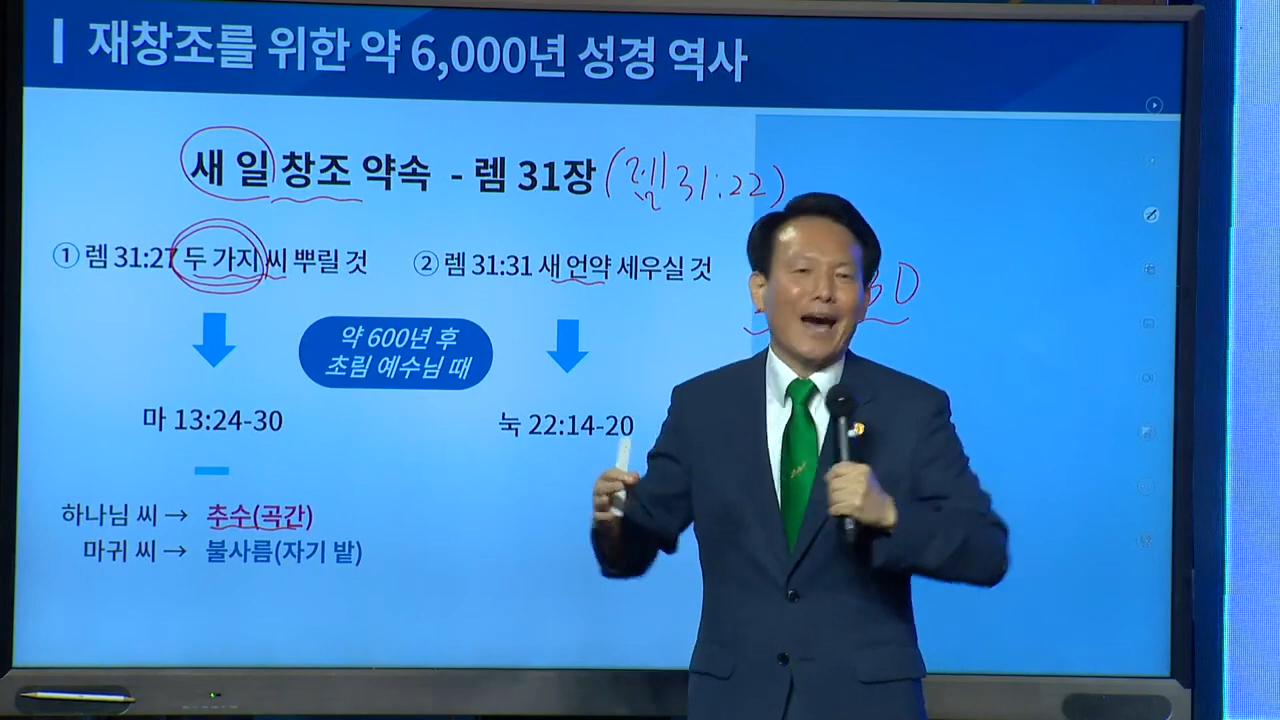 재창조를 위한 약 6,000년 성경 역사
새 일 창조 약속 - 렘 31장 (렘 31:22)
① 렘 31:27 두 가지 씨 뿌릴 것
② 렘 31:31 새 언약 세우실 것
30
약 600년 후
초림 예수님 때
마 13:24-30
눅 22:14-20
하나님 씨 → 추수(곡간)
마귀 씨 → 불사름(자기 밭)